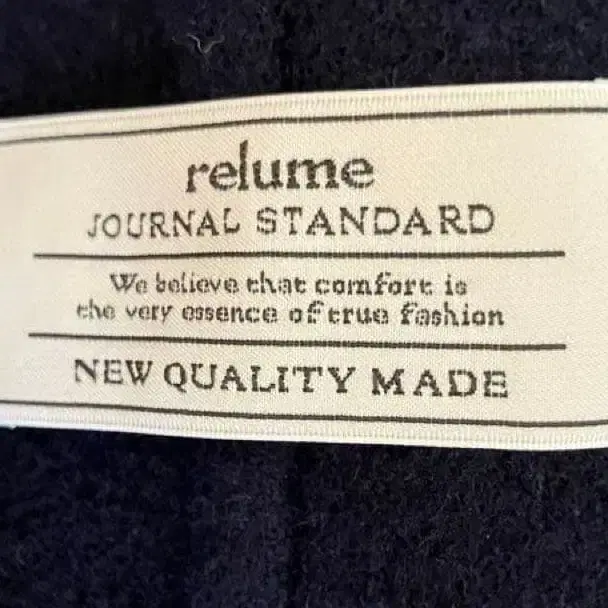 relume
JOURNAL STANDARD
We believe that comfort is
the very essence of true fashion
NEW QUALITY MADE